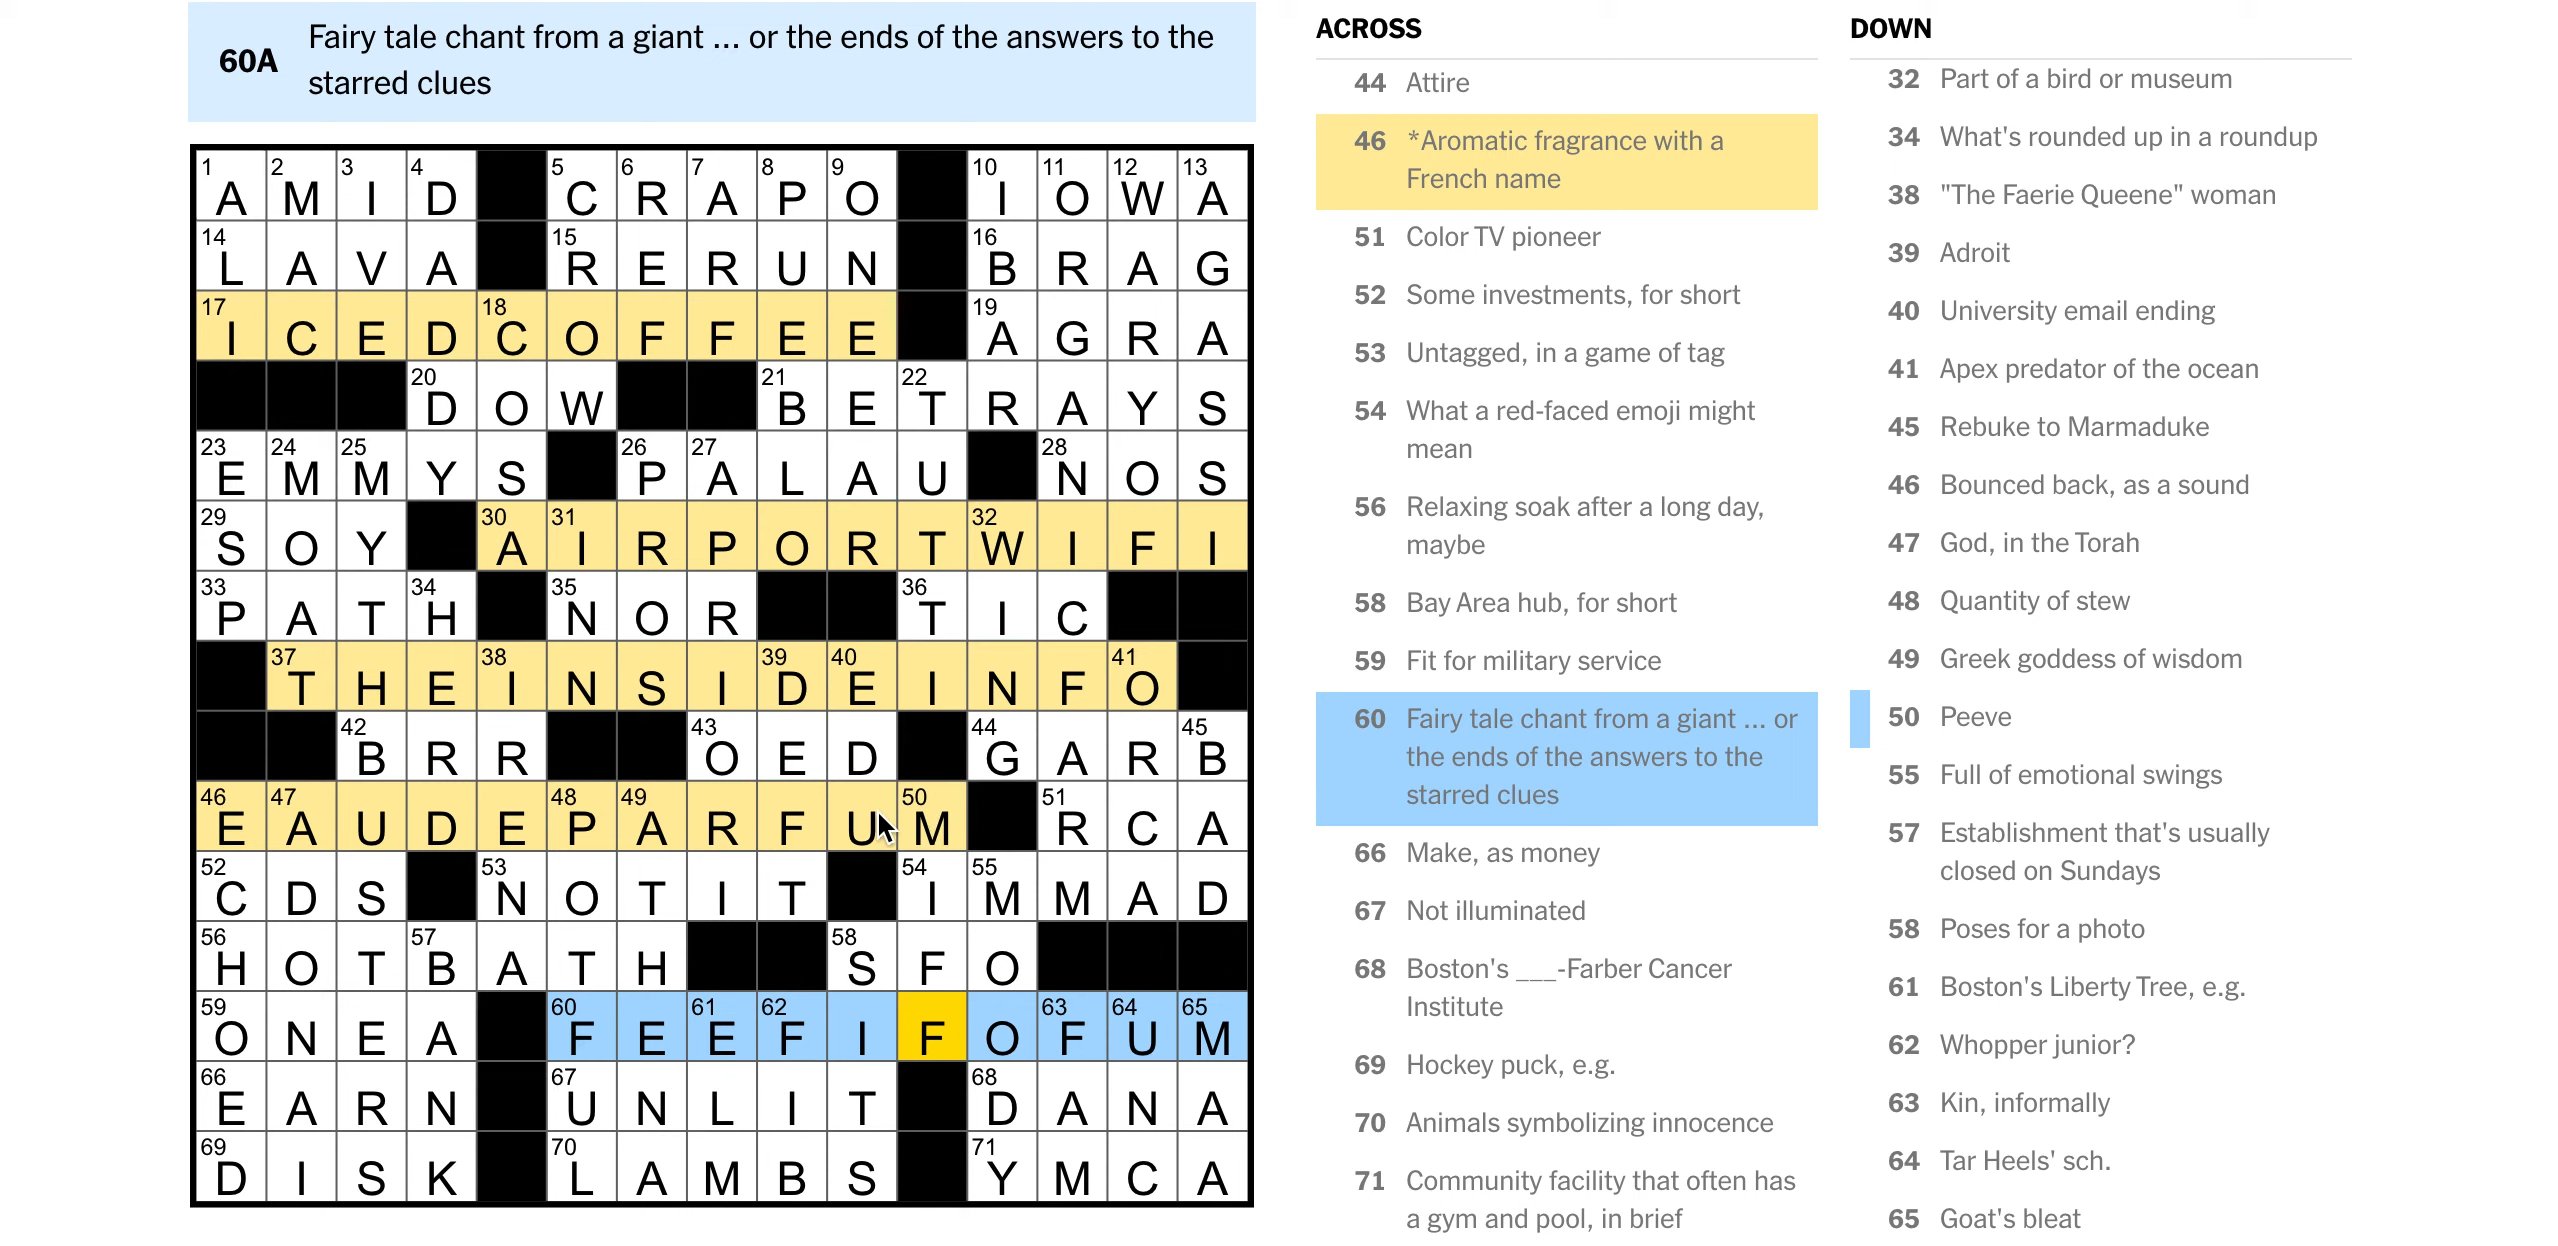 60A
Fairy tale chant from a giant ... or the ends of the answers to the
starred clues
1 2 3 4 5 6 7 8 9 10 11 12 13
A M I D C R A P O I O W A
14 15 16
L A V A R E R U N B R A G
17 18 19
I C E D C O F F E E A G R A
20 21 22
D O W B E T R A Y S
23 24 25 26 27 28
E M M Y S P A L A U N O S
29 30 31 32
S O Y A I R P O R T W I F I
33 34 35 36
P A T H N O R T I C
37 38 39 40 41
T H E I N S I D E I N F O
42 43 44 45
B R R O E D G A R B
46 47 48 49 50 51
E A U D E P A R F U M R C A
52 53 54 55
C D S N O T I T I M M A D
56 57 58
H O T B A T H S F O
59 60 61 62 63 64 65
O N E A F E E F I F O F U M
66 67 68
E A R N U N L I T D A N A
69 70 71
D I S K L A M B S Y M C A
ACROSS
44 Attire
46 *Aromatic fragrance with a
French name
51 Color TV pioneer
52 Some investments, for short
53 Untagged, in a game of tag
54 What a red-faced emoji might
mean
56 Relaxing soak after a long day,
maybe
58 Bay Area hub, for short
59 Fit for military service
60 Fairy tale chant from a giant ... or
the ends of the answers to the
starred clues
66 Make, as money
67 Not illuminated
68 Boston's ___-Farber Cancer
Institute
69 Hockey puck, e.g.
70 Animals symbolizing innocence
71 Community facility that often has
a gym and pool, in brief
DOWN
32 Part of a bird or museum
34 What's rounded up in a roundup
38 "The Faerie Queene" woman
39 Adroit
40 University email ending
41 Apex predator of the ocean
45 Rebuke to Marmaduke
46 Bounced back, as a sound
47 God, in the Torah
48 Quantity of stew
49 Greek goddess of wisdom
50 Peeve
55 Full of emotional swings
57 Establishment that's usually
closed on Sundays
58 Poses for a photo
61 Boston's Liberty Tree, e.g.
62 Whopper junior?
63 Kin, informally
64 Tar Heels' sch.
65 Goat's bleat